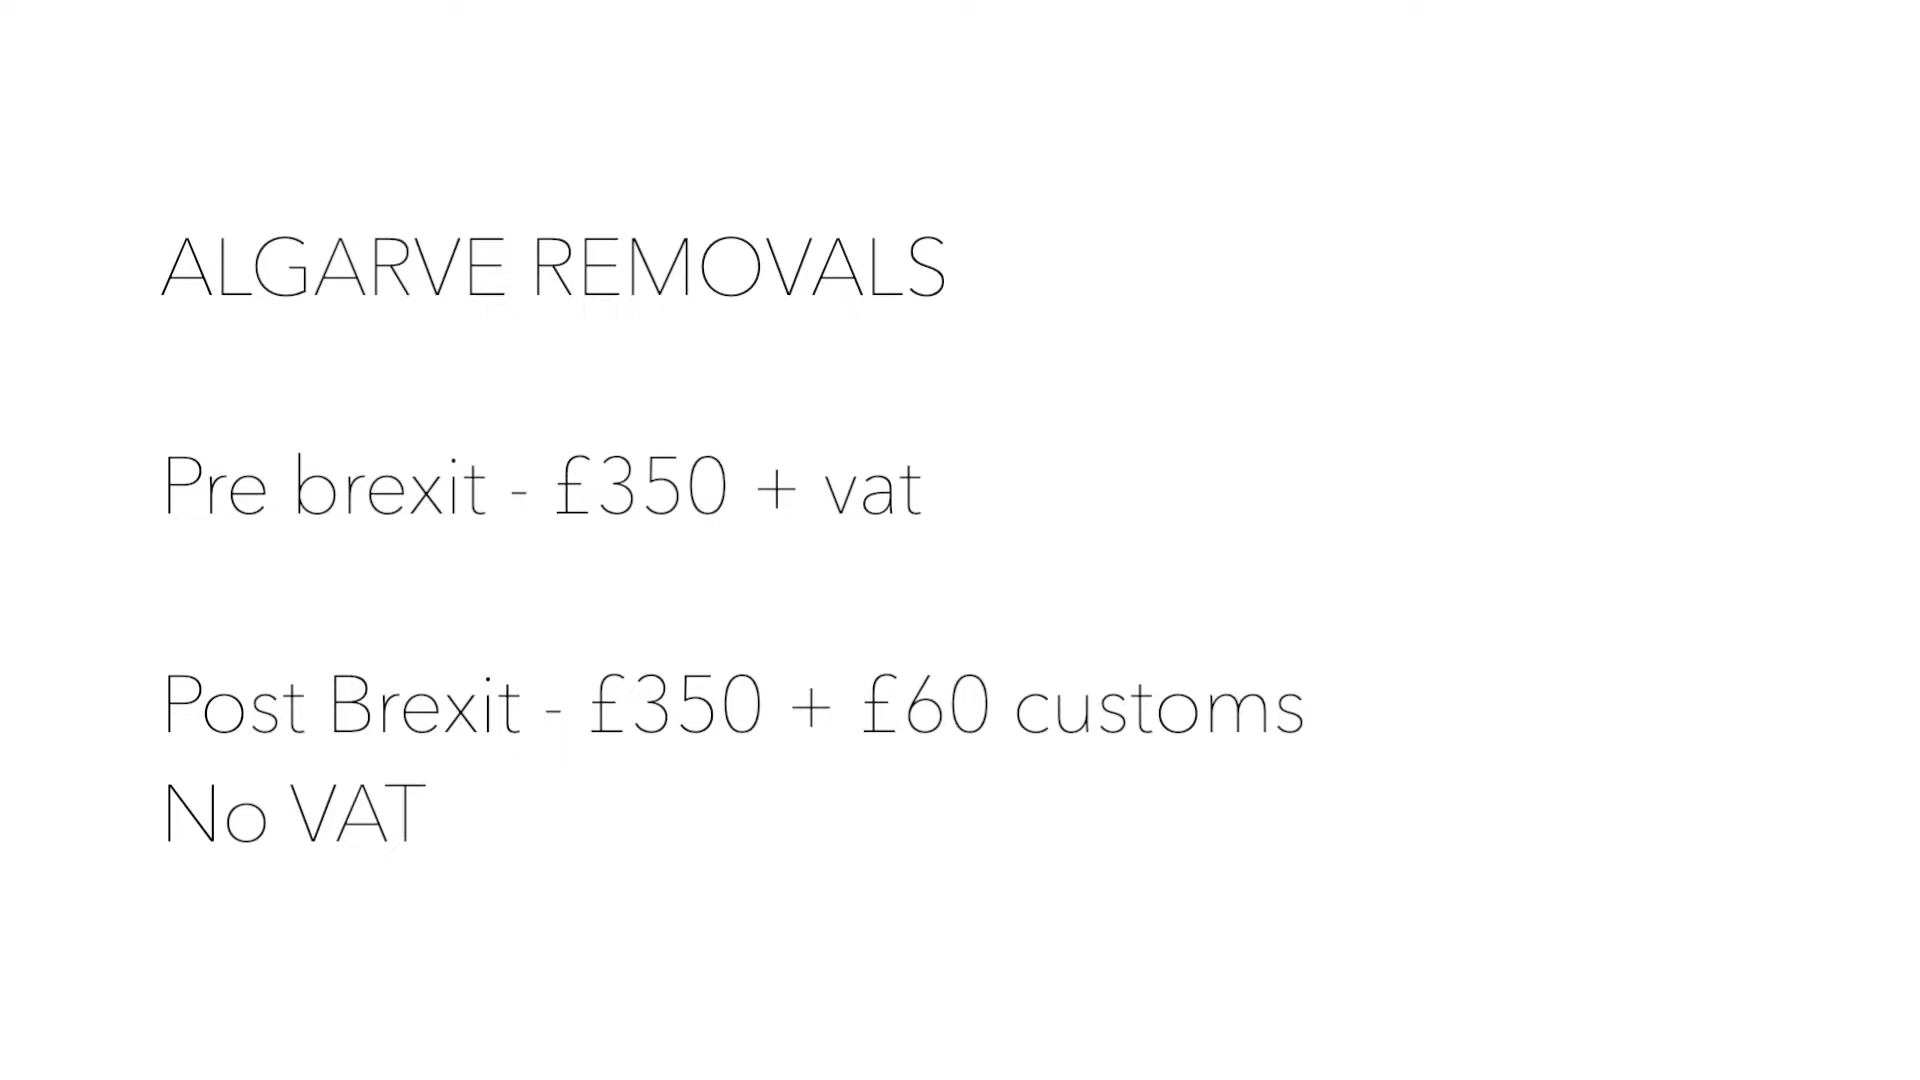 ALGARVE REMOVALS
Pre brexit - £350 + vat
Post Brexit - £350 + £60 customs
No VAT